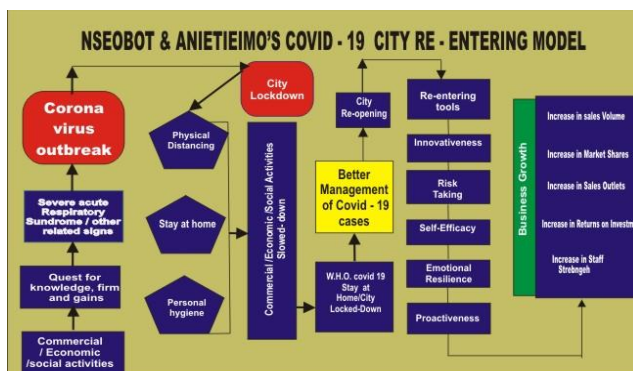 NSEOBOT & ANIETIEIMO'S COVID - 19 CITY RE - ENTERING MODEL
Corona
virus
outbreak
Severe acute
Respiratory
Sundrome / other
related signs
Quest for
knowledge, firm
and gains
Commercial
/ Economic
/social activities
City
Lockdown
Physical
Distancing
Stay at home
Personal
hygiene
Commercial /Economic /Social Activities
Slowed- down
City
Re-opening
Better
Management
of Covid - 19
cases
W.H.O. covid 19
Stay at
Home/City
Locked-Down
Re-entering
tools
Innovativeness
Risk
Taking
Self-Efficacy
Emotional
Resilience
Proactiveness
Business Growth
Increase in sales Volume
Increase in Market Shares
Increase in Sales Outlets
Increase in Returns on Investm
Increase in Staff
Strebngeh